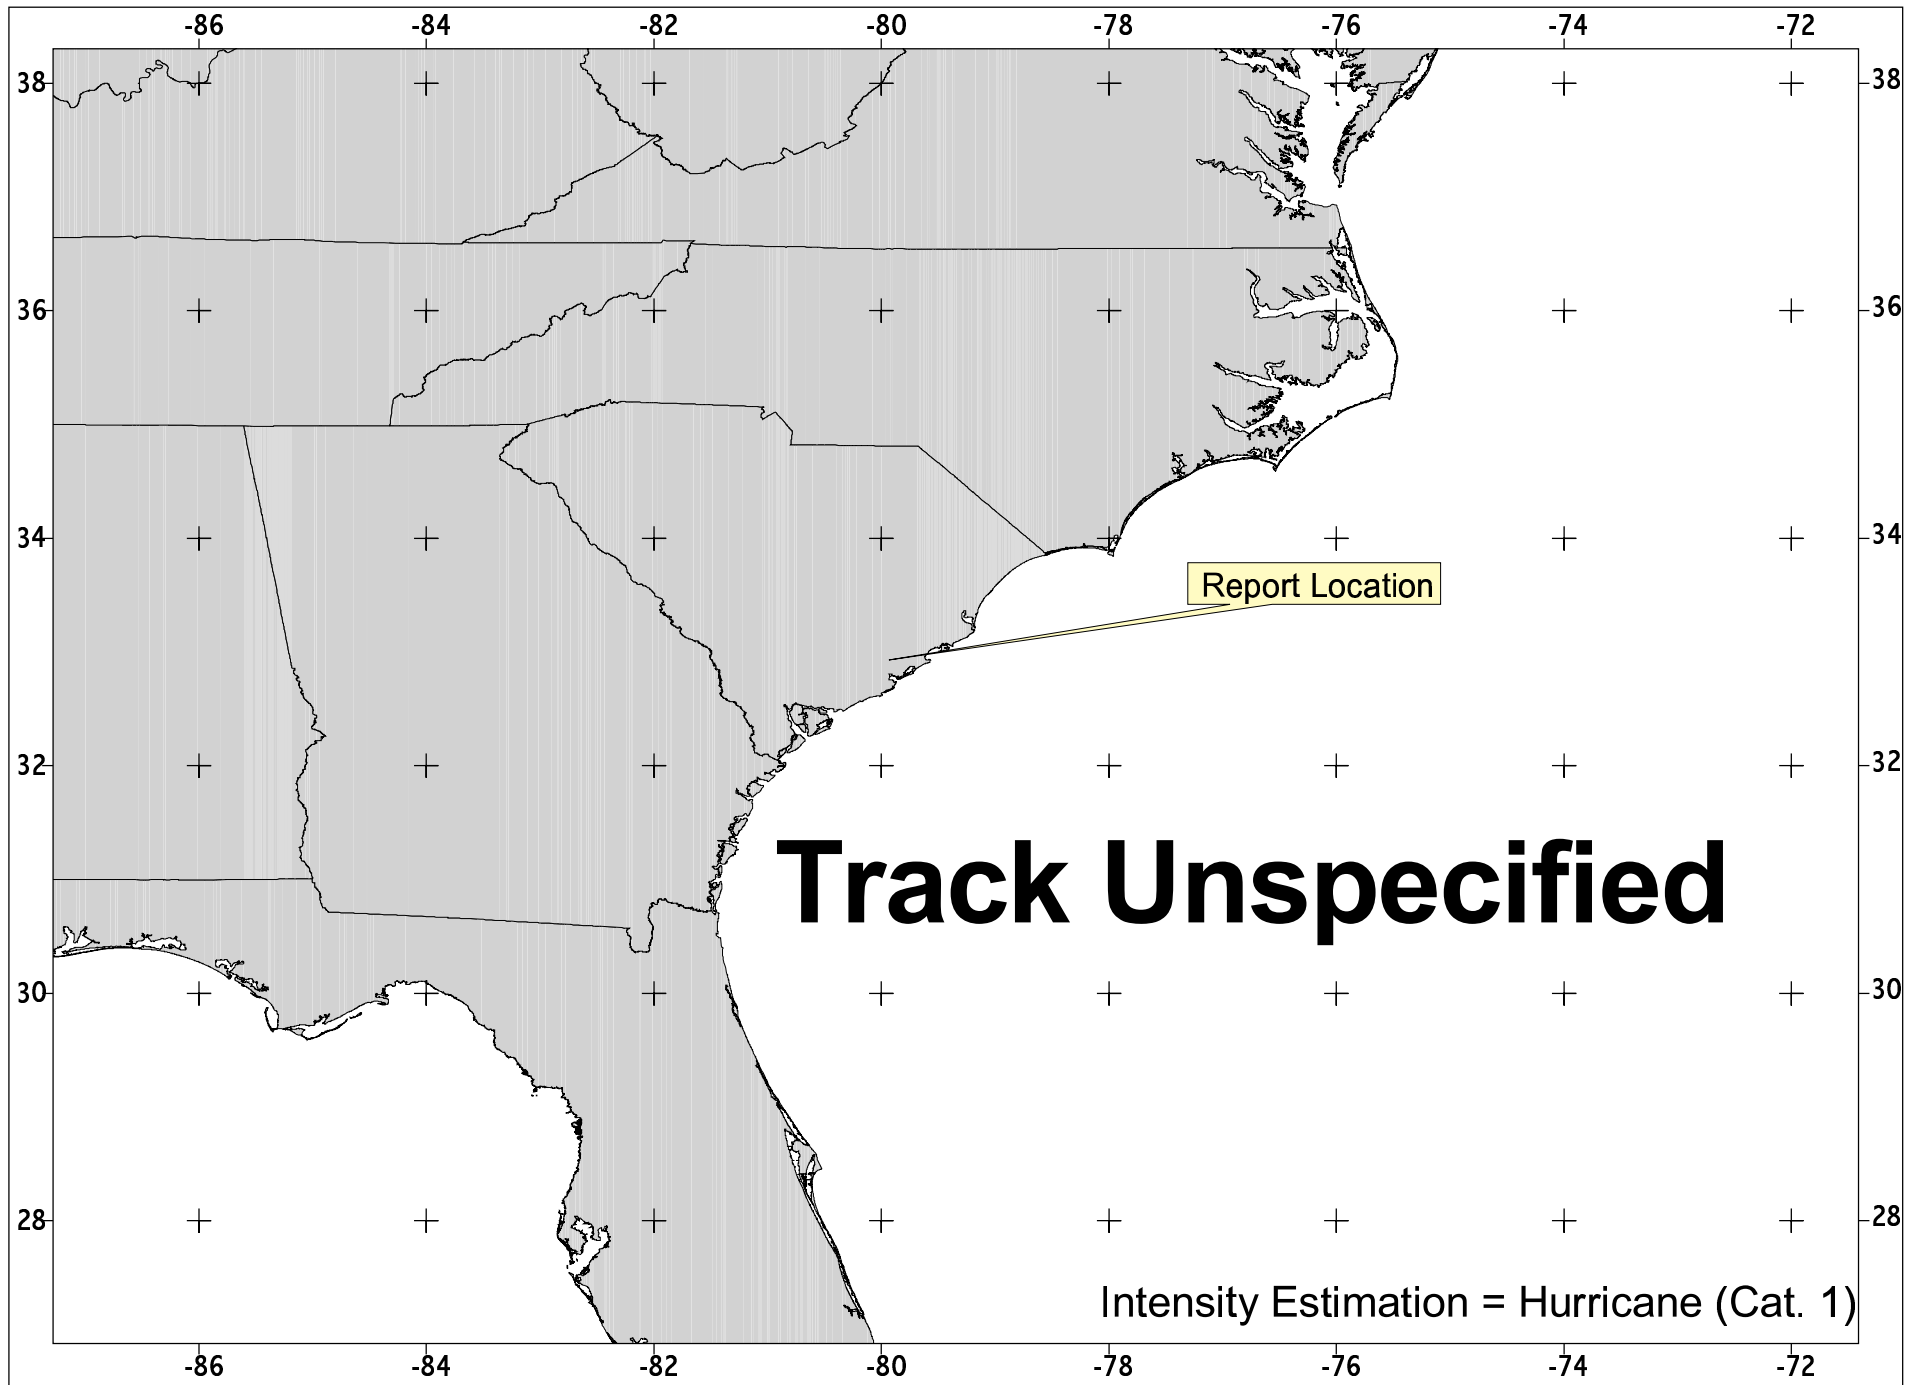 -86 -84 -82 -80 -78 -76 -74 -72
38 38
36 36
34 34
Report Location
32 32
Track Unspecified
30 30
28 28
Intensity Estimation = Hurricane (Cat. 1)
-86 -84 -82 -80 -78 -76 -74 -72